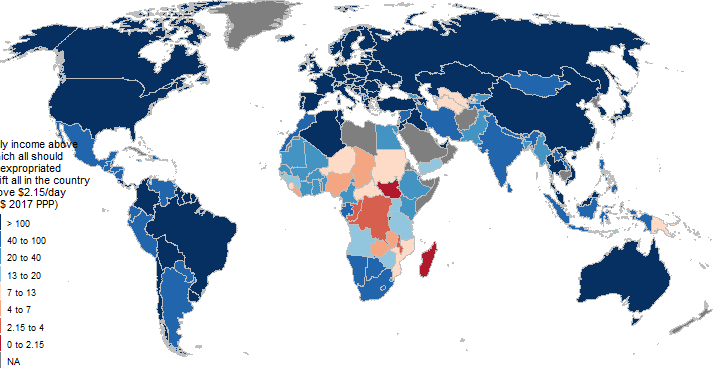 ly income above
hich all should
expropriated
ift all in the country
ove $2.15/day
$ 2017 PPP)
> 100
40 to 100
20 to 40
13 to 20
7 to 13
4 to 7
2.15 to 4
0 to 2.15
NA